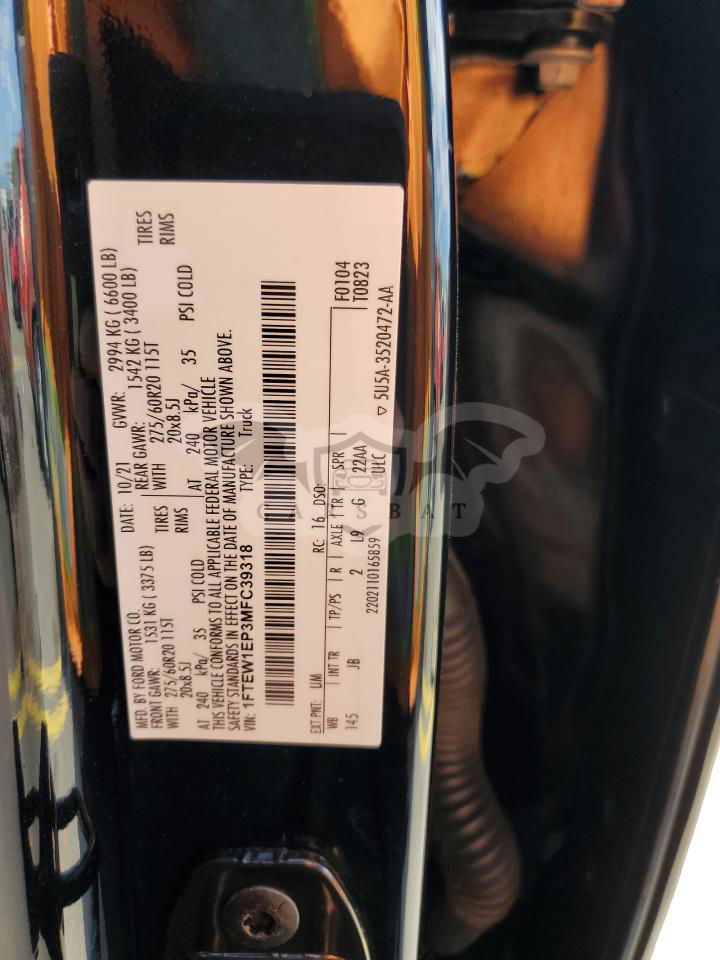 MFD. BY FORD MOTOR CO. DATE: 10/21 GVWR: 2994 KG ( 6600 LB)
FRONT GAWR: 1531 KG ( 3375 LB) REAR GAWR: 1542 KG ( 3400 LB)
WITH 275/60R20 115T TIRES WITH 275/60R20 115T TIRES
20x8.5J RIMS 20x8.5J RIMS
AT 240 kPa/ 35 PSI COLD AT 240 kPa/ 35 PSI COLD
THIS VEHICLE CONFORMS TO ALL APPLICABLE FEDERAL MOTOR VEHICLE
SAFETY STANDARDS IN EFFECT ON THE DATE OF MANUFACTURE SHOWN ABOVE.
VIN: 1FTEW1EP3MFC39318 TYPE: Truck
EXT PNT: UM RC: 16 DSO: F0104
WB INT TR TP/PS R AXLE TR SPR T0823
145 JB 2 L9 G 22AA
2202110165859 ULC ▽ 5U5A-3520472-AA
CARSBAT